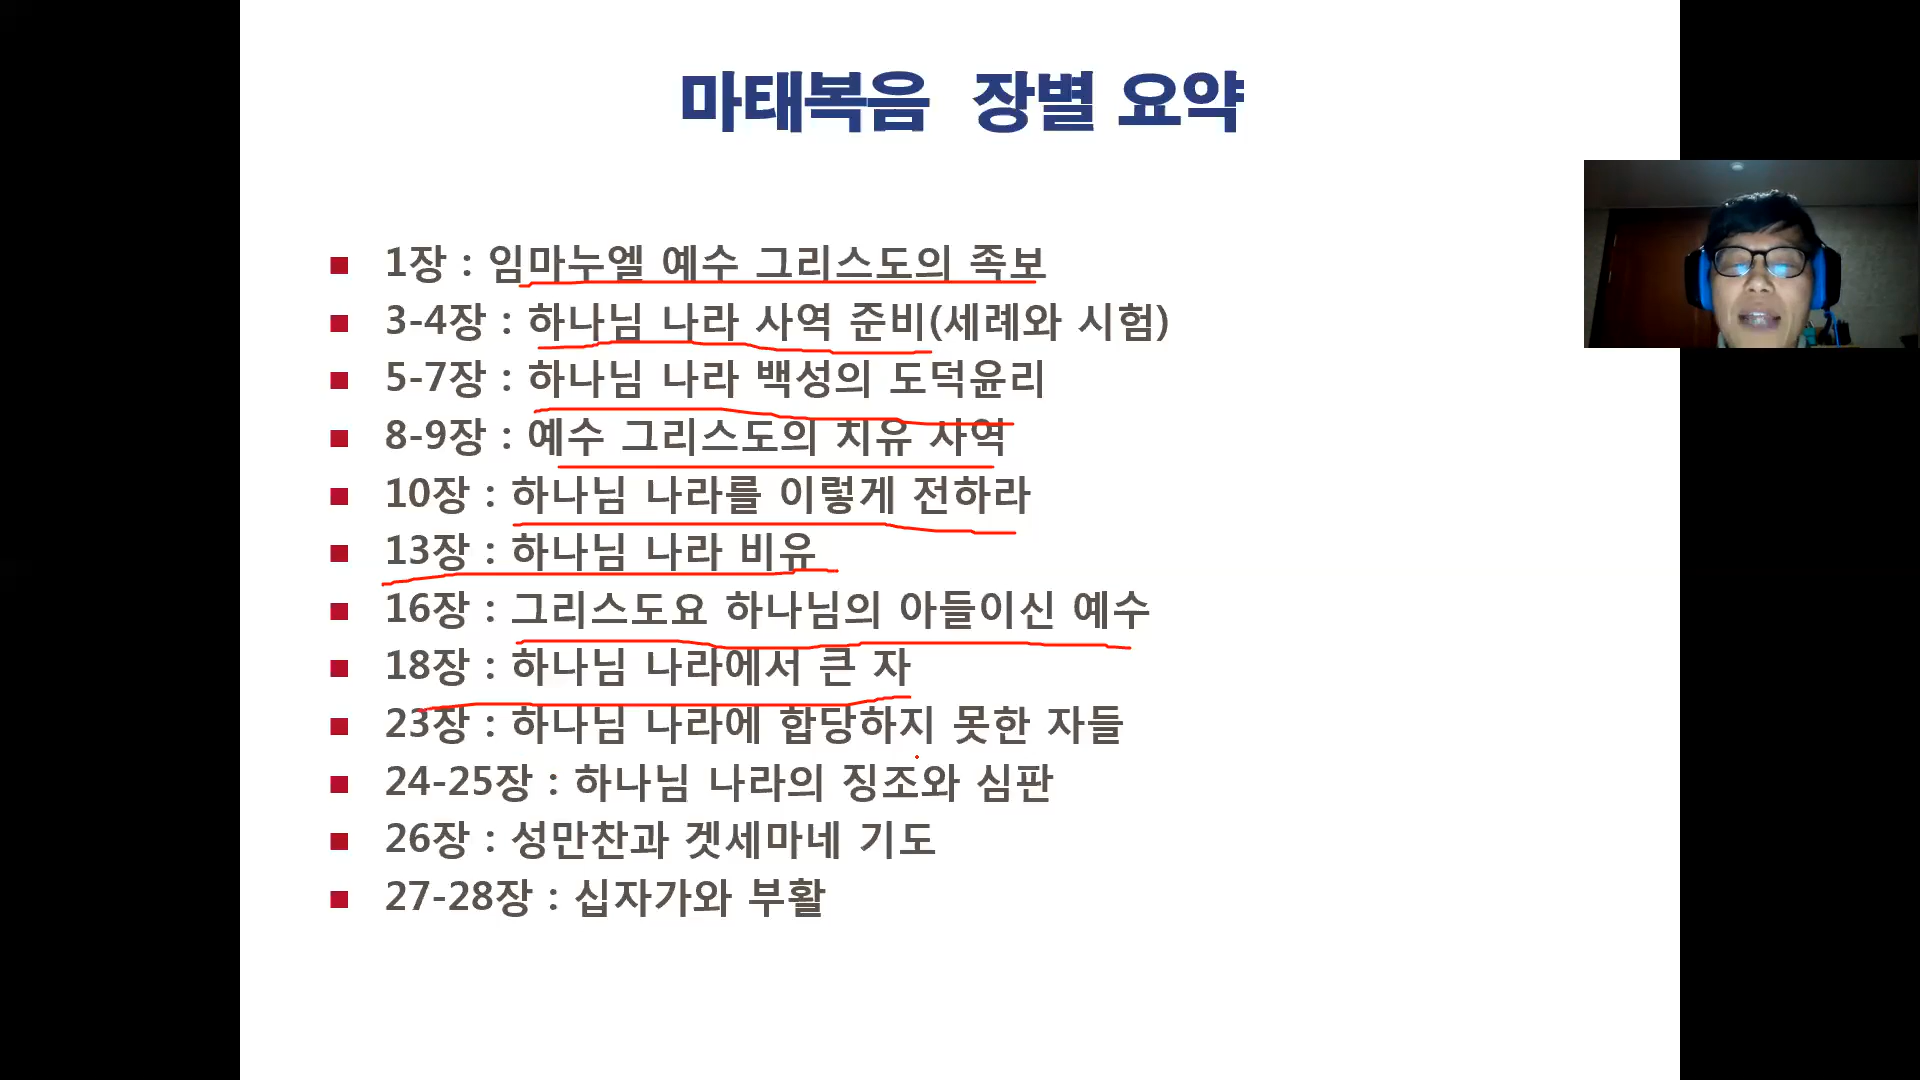 마태복음 장별 요약
1장 : 임마누엘 예수 그리스도의 족보
3-4장 : 하나님 나라 사역 준비(세례와 시험)
5-7장 : 하나님 나라 백성의 도덕윤리
8-9장 : 예수 그리스도의 치유 사역
10장 : 하나님 나라를 이렇게 전하라
13장 : 하나님 나라 비유
16장 : 그리스도요 하나님의 아들이신 예수
18장 : 하나님 나라에서 큰 자
23장 : 하나님 나라에 합당하지 못한 자들
24-25장 : 하나님 나라의 징조와 심판
26장 : 성만찬과 겟세마네 기도
27-28장 : 십자가와 부활